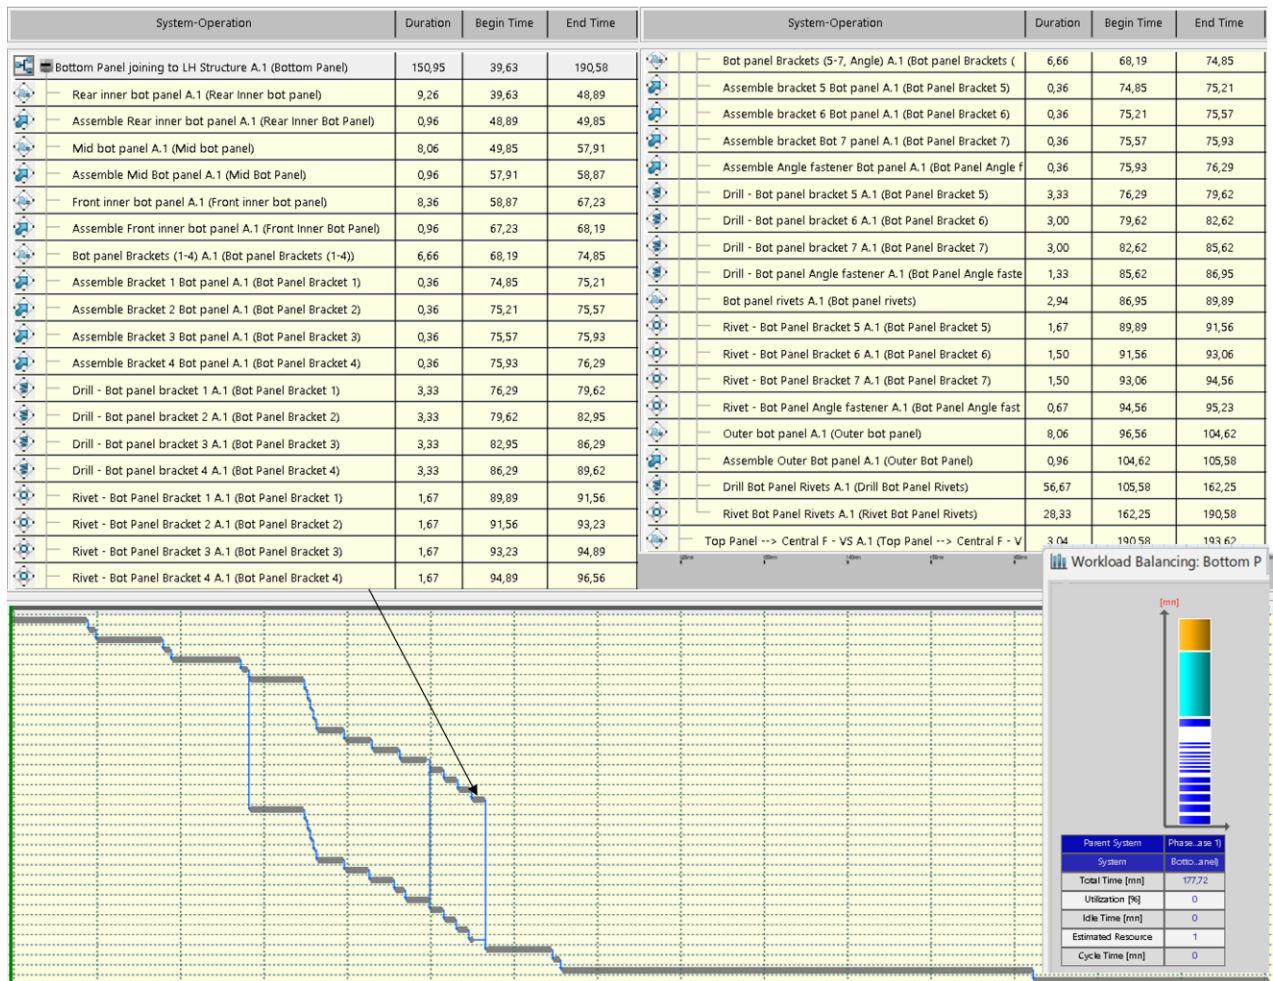 System-Operation Duration Begin Time End Time
Bottom Panel joining to LH Structure A.1 (Bottom Panel) 150,95 39,63 190,58
Rear inner bot panel A.1 (Rear Inner bot panel) 9,26 39,63 48,89
Assemble Rear inner bot panel A.1 (Rear Inner Bot Panel) 0,96 48,89 49,85
Mid bot panel A.1 (Mid bot panel) 8,06 49,85 57,91
Assemble Mid Bot panel A.1 (Mid Bot Panel) 0,96 57,91 58,87
Front inner bot panel A.1 (Front inner bot panel) 8,36 58,87 67,23
Assemble Front inner bot panel A.1 (Front Inner Bot Panel) 0,96 67,23 68,19
Bot panel Brackets (1-4) A.1 (Bot panel Brackets (1-4)) 6,66 68,19 74,85
Assemble Bracket 1 Bot panel A.1 (Bot Panel Bracket 1) 0,36 74,85 75,21
Assemble Bracket 2 Bot panel A.1 (Bot Panel Bracket 2) 0,36 75,21 75,57
Assemble Bracket 3 Bot panel A.1 (Bot Panel Bracket 3) 0,36 75,57 75,93
Assemble Bracket 4 Bot panel A.1 (Bot Panel Bracket 4) 0,36 75,93 76,29
Drill - Bot panel bracket 1 A.1 (Bot Panel Bracket 1) 3,33 76,29 79,62
Drill - Bot panel bracket 2 A.1 (Bot Panel Bracket 2) 3,33 79,62 82,95
Drill - Bot panel bracket 3 A.1 (Bot Panel Bracket 3) 3,33 82,95 86,29
Drill - Bot panel bracket 4 A.1 (Bot Panel Bracket 4) 3,33 86,29 89,62
Rivet - Bot Panel Bracket 1 A.1 (Bot Panel Bracket 1) 1,67 89,89 91,56
Rivet - Bot Panel Bracket 2 A.1 (Bot Panel Bracket 2) 1,67 91,56 93,23
Rivet - Bot Panel Bracket 3 A.1 (Bot Panel Bracket 3) 1,67 93,23 94,89
Rivet - Bot Panel Bracket 4 A.1 (Bot Panel Bracket 4) 1,67 94,89 96,56
System-Operation Duration Begin Time End Time
Bot panel Brackets (5-7, Angle) A.1 (Bot panel Brackets ( 6,66 68,19 74,85
Assemble bracket 5 Bot panel A.1 (Bot Panel Bracket 5) 0,36 74,85 75,21
Assemble bracket 6 Bot panel A.1 (Bot Panel Bracket 6) 0,36 75,21 75,57
Assemble bracket Bot 7 panel A.1 (Bot Panel Bracket 7) 0,36 75,57 75,93
Assemble Angle fastener Bot panel A.1 (Bot Panel Angle f 0,36 75,93 76,29
Drill - Bot panel bracket 5 A.1 (Bot Panel Bracket 5) 3,33 76,29 79,62
Drill - Bot panel bracket 6 A.1 (Bot Panel Bracket 6) 3,00 79,62 82,62
Drill - Bot panel bracket 7 A.1 (Bot Panel Bracket 7) 3,00 82,62 85,62
Drill - Bot panel Angle fastener A.1 (Bot Panel Angle faste 1,33 85,62 86,95
Bot panel rivets A.1 (Bot panel rivets) 2,94 86,95 89,89
Rivet - Bot Panel Bracket 5 A.1 (Bot Panel Bracket 5) 1,67 89,89 91,56
Rivet - Bot Panel Bracket 6 A.1 (Bot Panel Bracket 6) 1,50 91,56 93,06
Rivet - Bot Panel Bracket 7 A.1 (Bot Panel Bracket 7) 1,50 93,06 94,56
Rivet - Bot Panel Angle fastener A.1 (Bot Panel Angle fast 0,67 94,56 95,23
Outer bot panel A.1 (Outer bot panel) 8,06 96,56 104,62
Assemble Outer Bot panel A.1 (Outer Bot Panel) 0,96 104,62 105,58
Drill Bot Panel Rivets A.1 (Drill Bot Panel Rivets) 56,67 105,58 162,25
Rivet Bot Panel Rivets A.1 (Rivet Bot Panel Rivets) 28,33 162,25 190,58
Top Panel --> Central F - VS A.1 (Top Panel --> Central F - V 3,04 190,58 193,62
Workload Balancing: Bottom P
[mn]
Parent System Phase..ase 1)
System Botto..anel)
Total Time [mn] 177,72
Utilization [%] 0
Idle Time [mn] 0
Estimated Resource 1
Cycle Time [mn] 0